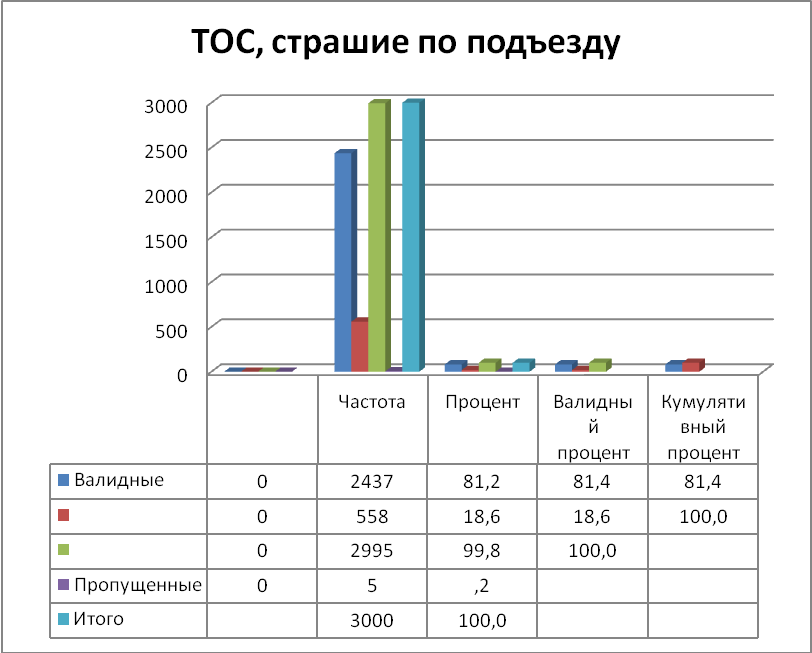 ТОС, страшие по подъезду
3000
2500
2000
1500
1000
500
0
Частота Процент Валидны Кумуляти
й вный
процент процент
Валидные 0 2437 81,2 81,4 81,4
0 558 18,6 18,6 100,0
0 2995 99,8 100,0
Пропущенные 0 5 ,2
Итого 3000 100,0